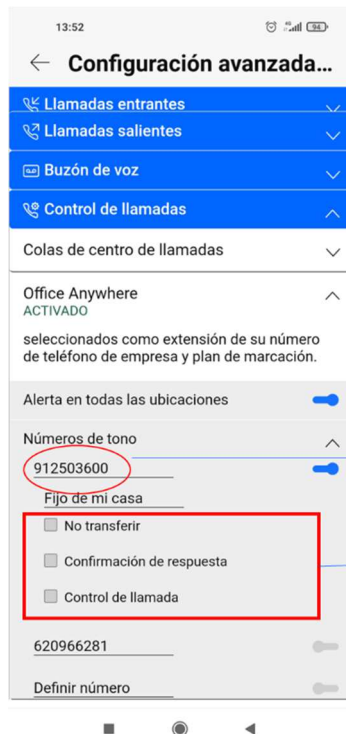 13:52
94
Configuración avanzada...
Llamadas entrantes
Llamadas salientes
Buzón de voz
Control de llamadas
Colas de centro de llamadas
Office Anywhere
ACTIVADO
seleccionados como extensión de su número
de teléfono de empresa y plan de marcación.
Alerta en todas las ubicaciones
Números de tono
912503600
Fijo de mi casa
No transferir
Confirmación de respuesta
Control de llamada
620966281
Definir número